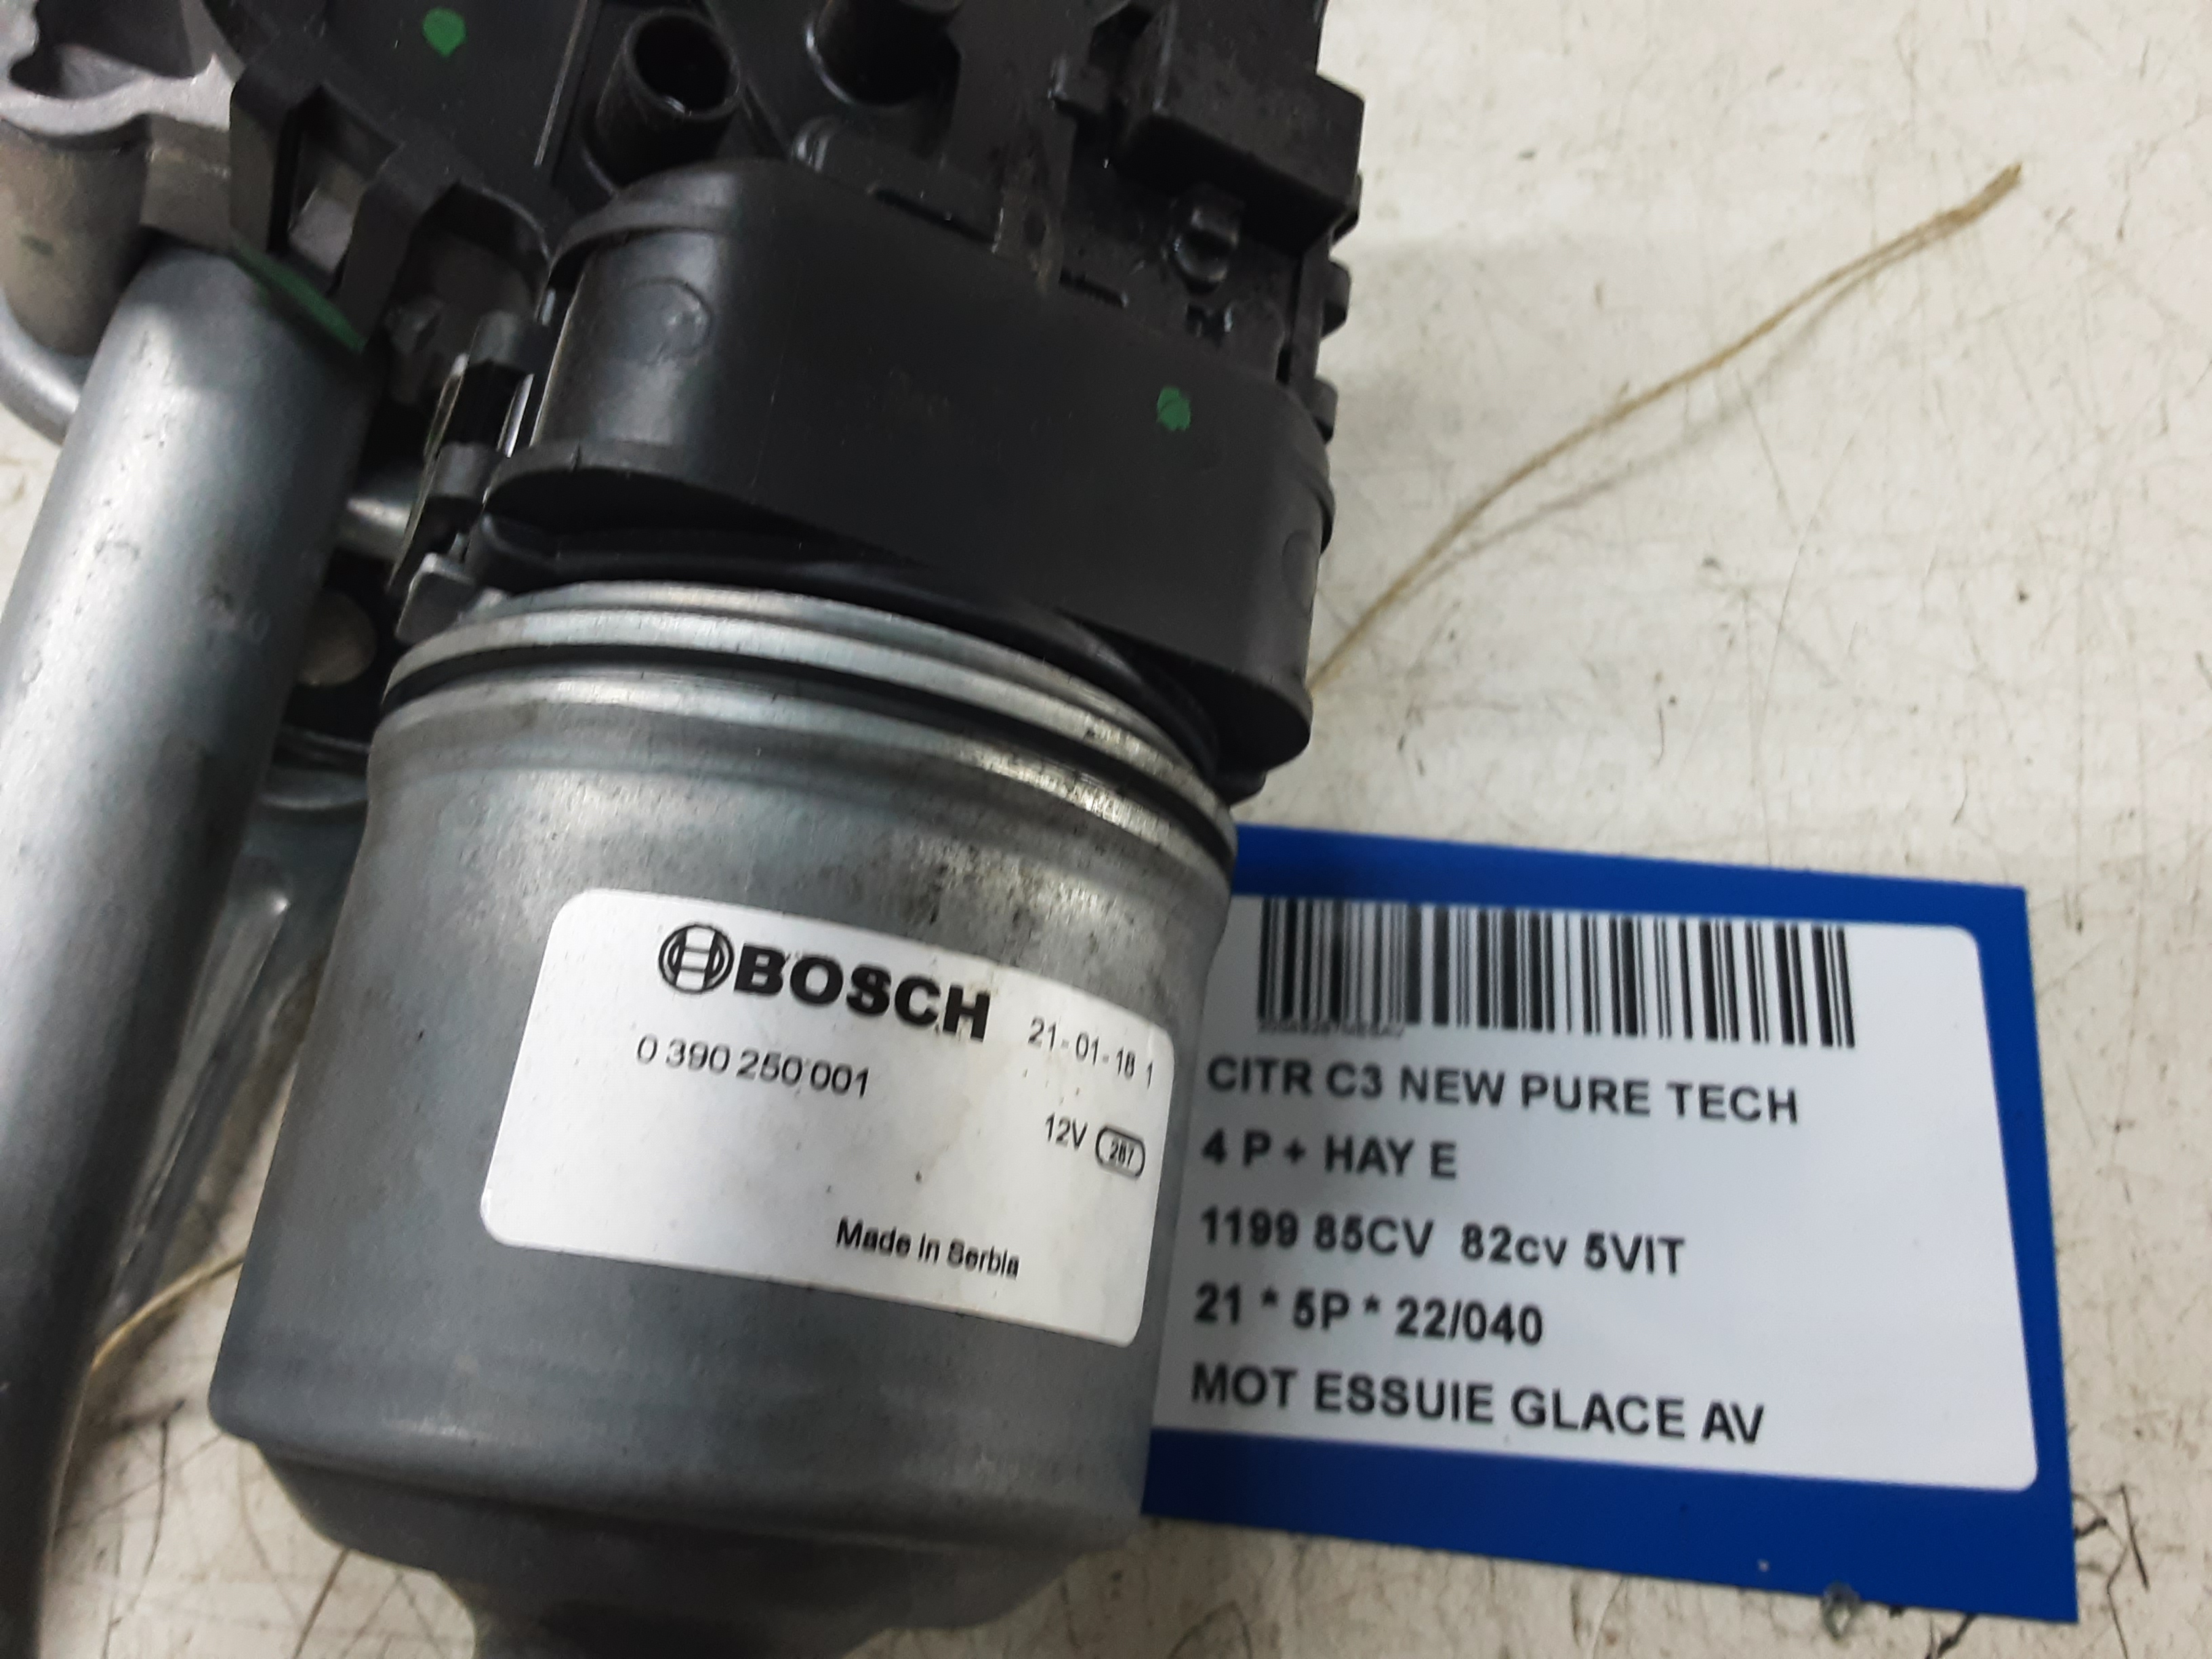 BOSCH
21-01-18 1
0 390 250 001
12V 287
Made in Serbia
CITR C3 NEW PURE TECH
4 P + HAY E
1199 85CV 82cv 5VIT
21 * 5P * 22/040
MOT ESSUIE GLACE AV